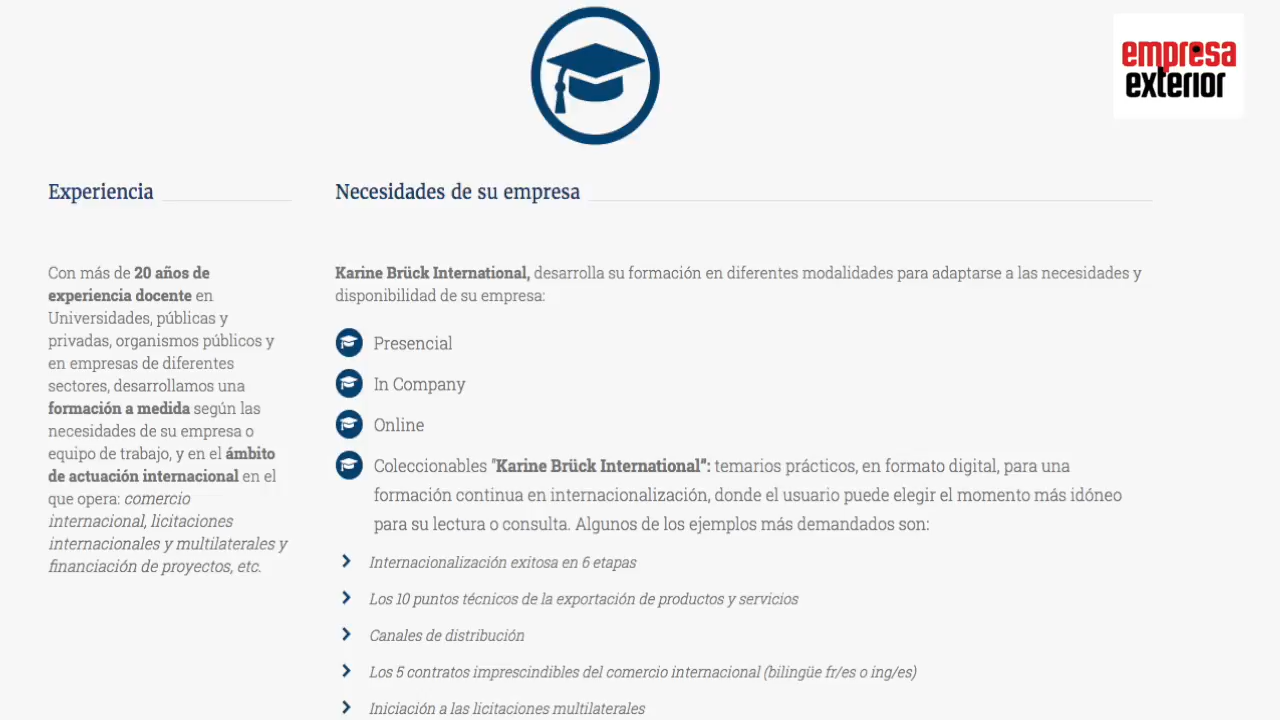 empresa
exterior
Experiencia
Con más de 20 años de
experiencia docente en
Universidades, públicas y
privadas, organismos públicos y
en empresas de diferentes
sectores, desarrollamos una
formación a medida según las
necesidades de su empresa o
equipo de trabajo, y en el ámbito
de actuación internacional en el
que opera: comercio
internacional, licitaciones
internacionales y multilaterales y
financiación de proyectos, etc.
Necesidades de su empresa
Karine Brück International, desarrolla su formación en diferentes modalidades para adaptarse a las necesidades y
disponibilidad de su empresa:
Presencial
In Company
Online
Coleccionables "Karine Brück International": temarios prácticos, en formato digital, para una
formación continua en internacionalización, donde el usuario puede elegir el momento más idóneo
para su lectura o consulta. Algunos de los ejemplos más demandados son:
Internacionalización exitosa en 6 etapas
Los 10 puntos técnicos de la exportación de productos y servicios
Canales de distribución
Los 5 contratos imprescindibles del comercio internacional (bilingüe fr/es o ing/es)
Iniciación a las licitaciones multilaterales